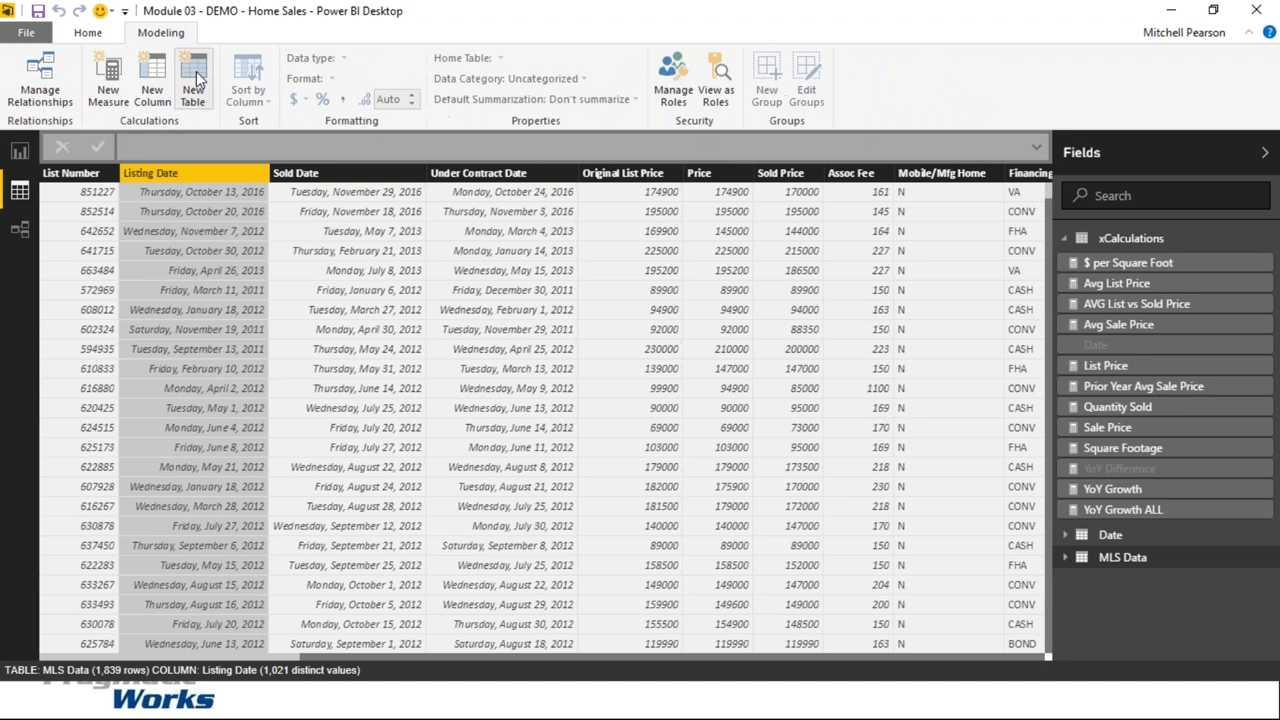 Module 03 - DEMO - Home Sales - Power BI Desktop
File Home Modeling Mitchell Pearson
Manage Relationships New Measure New Column New Table Sort by Column Data type: Format: $ % , Auto Home Table: Data Category: Uncategorized Default Summarization: Don't summarize Manage Roles View as Roles New Group Edit Groups
Relationships Calculations Sort Formatting Properties Security Groups
Fields
Search
List Number Listing Date Sold Date Under Contract Date Original List Price Price Sold Price Assoc Fee Mobile/Mfg Home Financing
851227 Thursday, October 13, 2016 Tuesday, November 29, 2016 Monday, October 24, 2016 174900 174900 170000 161 N VA
852514 Thursday, October 20, 2016 Friday, November 18, 2016 Thursday, November 3, 2016 195000 195000 195000 145 N CONV
642652 Wednesday, November 7, 2012 Tuesday, May 7, 2013 Monday, March 4, 2013 169900 145000 144000 164 N FHA
641715 Tuesday, October 30, 2012 Thursday, February 21, 2013 Monday, January 14, 2013 225000 225000 215000 227 N CONV
663484 Friday, April 26, 2013 Monday, July 8, 2013 Wednesday, May 15, 2013 195200 195200 186500 227 N VA
572969 Friday, March 11, 2011 Friday, January 6, 2012 Friday, December 30, 2011 89900 89900 89900 150 N CASH
608012 Wednesday, January 18, 2012 Tuesday, March 27, 2012 Wednesday, February 1, 2012 94900 94900 94000 163 N CASH
602324 Saturday, November 19, 2011 Monday, April 30, 2012 Tuesday, November 29, 2011 92000 92000 88350 150 N CONV
594935 Tuesday, September 13, 2011 Thursday, May 24, 2012 Wednesday, April 25, 2012 230000 210000 200000 223 N CASH
610833 Friday, February 10, 2012 Thursday, May 31, 2012 Tuesday, March 13, 2012 139000 147000 147000 150 N FHA
616880 Monday, April 2, 2012 Thursday, June 14, 2012 Wednesday, May 9, 2012 99900 94900 85000 1100 N CONV
620425 Tuesday, May 1, 2012 Wednesday, July 25, 2012 Wednesday, June 13, 2012 90000 90000 95000 169 N CASH
624515 Monday, June 4, 2012 Friday, July 20, 2012 Thursday, June 14, 2012 69000 69000 73000 170 N CONV
625173 Friday, June 8, 2012 Friday, July 27, 2012 Monday, June 11, 2012 103000 103000 95000 169 N FHA
622885 Monday, May 21, 2012 Wednesday, August 22, 2012 Wednesday, August 8, 2012 179000 179000 173500 218 N CASH
607928 Wednesday, January 18, 2012 Friday, August 24, 2012 Tuesday, August 21, 2012 182000 175900 170000 230 N CONV
616267 Wednesday, March 28, 2012 Tuesday, August 28, 2012 Wednesday, July 25, 2012 181500 179000 172000 218 N CONV
630878 Friday, July 27, 2012 Wednesday, September 12, 2012 Monday, July 30, 2012 140000 140000 147000 170 N CONV
637450 Thursday, September 6, 2012 Friday, September 21, 2012 Saturday, September 8, 2012 89000 89000 89000 150 N CASH
622283 Tuesday, May 15, 2012 Tuesday, September 25, 2012 Wednesday, July 25, 2012 158500 158500 152000 150 N FHA
633267 Wednesday, August 15, 2012 Monday, October 1, 2012 Wednesday, August 22, 2012 149000 149000 147000 204 N CONV
633493 Thursday, August 16, 2012 Friday, October 5, 2012 Wednesday, August 29, 2012 159900 149600 149000 200 N CONV
630078 Friday, July 20, 2012 Monday, October 15, 2012 Thursday, August 30, 2012 155500 154900 148500 150 N CASH
625784 Wednesday, June 13, 2012 Saturday, September 1, 2012 Saturday, August 18, 2012 119990 119990 119990 163 N BOND
xCalculations
$ per Square Foot
Avg List Price
AVG List vs Sold Price
Avg Sale Price
Date
List Price
Prior Year Avg Sale Price
Quantity Sold
Sale Price
Square Footage
YoY Difference
YoY Growth
YoY Growth ALL
Date
MLS Data
TABLE: MLS Data (1,839 rows) COLUMN: Listing Date (1,021 distinct values)
Pragmatic
Works